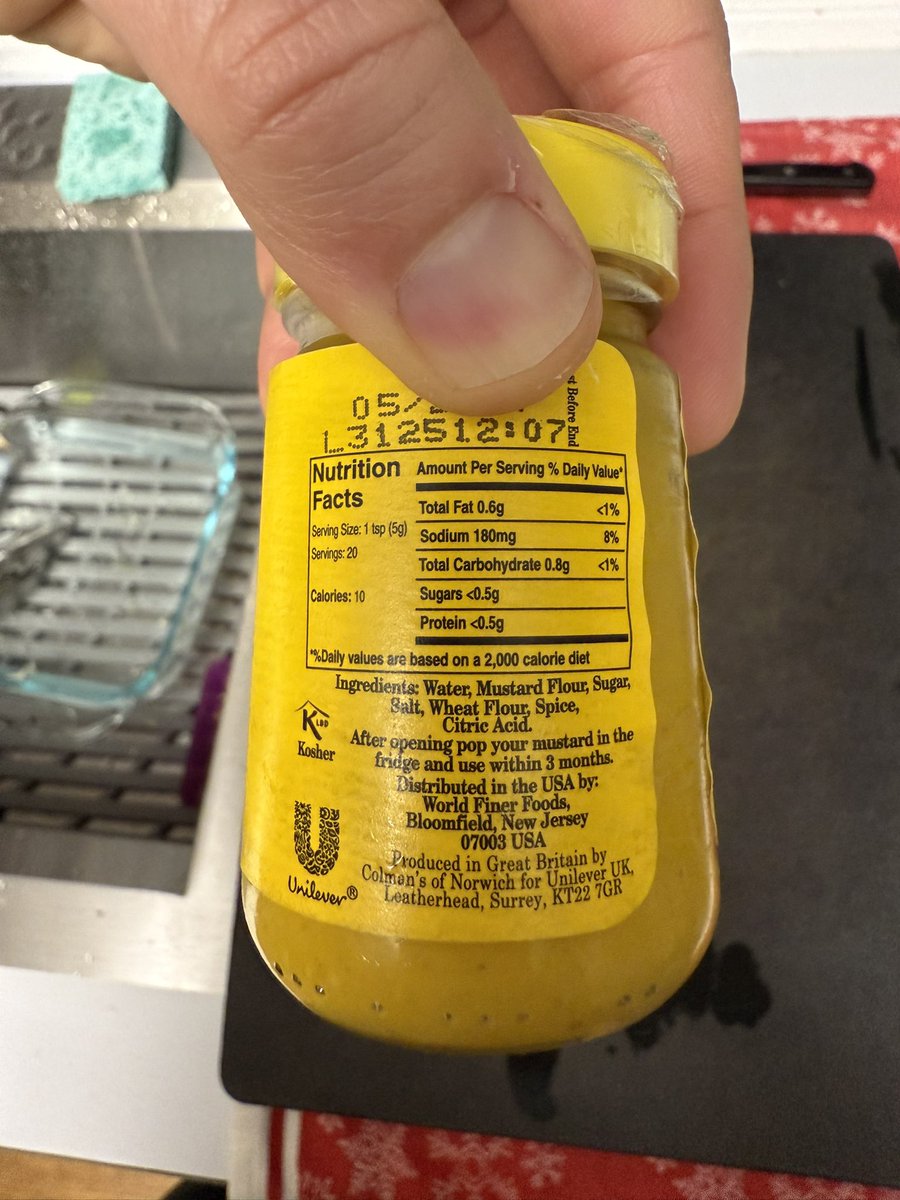 05/
Before End
L312512:07
Nutrition Facts
Serving Size: 1 tsp (5g)
Servings: 20
Calories: 10
Amount Per Serving % Daily Value*
Total Fat 0.6g <1%
Sodium 180mg 8%
Total Carbohydrate 0.8g <1%
Sugars <0.5g
Protein <0.5g
*%Daily values are based on a 2,000 calorie diet
Ingredients: Water, Mustard Flour, Sugar,
Salt, Wheat Flour, Spice,
Citric Acid.
After opening pop your mustard in the
fridge and use within 3 months.
Distributed in the USA by:
World Finer Foods,
Bloomfield, New Jersey
07003 USA
Produced in Great Britain by
Colman's of Norwich for Unilever UK,
Leatherhead, Surrey, KT22 7GR
K LBD
Kosher
Unilever®